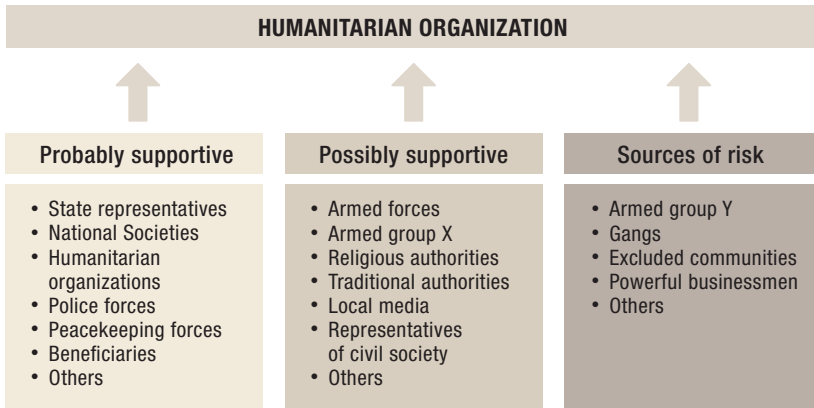 HUMANITARIAN ORGANIZATION
Probably supportive
• State representatives
• National Societies
• Humanitarian
organizations
• Police forces
• Peacekeeping forces
• Beneficiaries
• Others
Possibly supportive
• Armed forces
• Armed group X
• Religious authorities
• Traditional authorities
• Local media
• Representatives
of civil society
• Others
Sources of risk
• Armed group Y
• Gangs
• Excluded communities
• Powerful businessmen
• Others